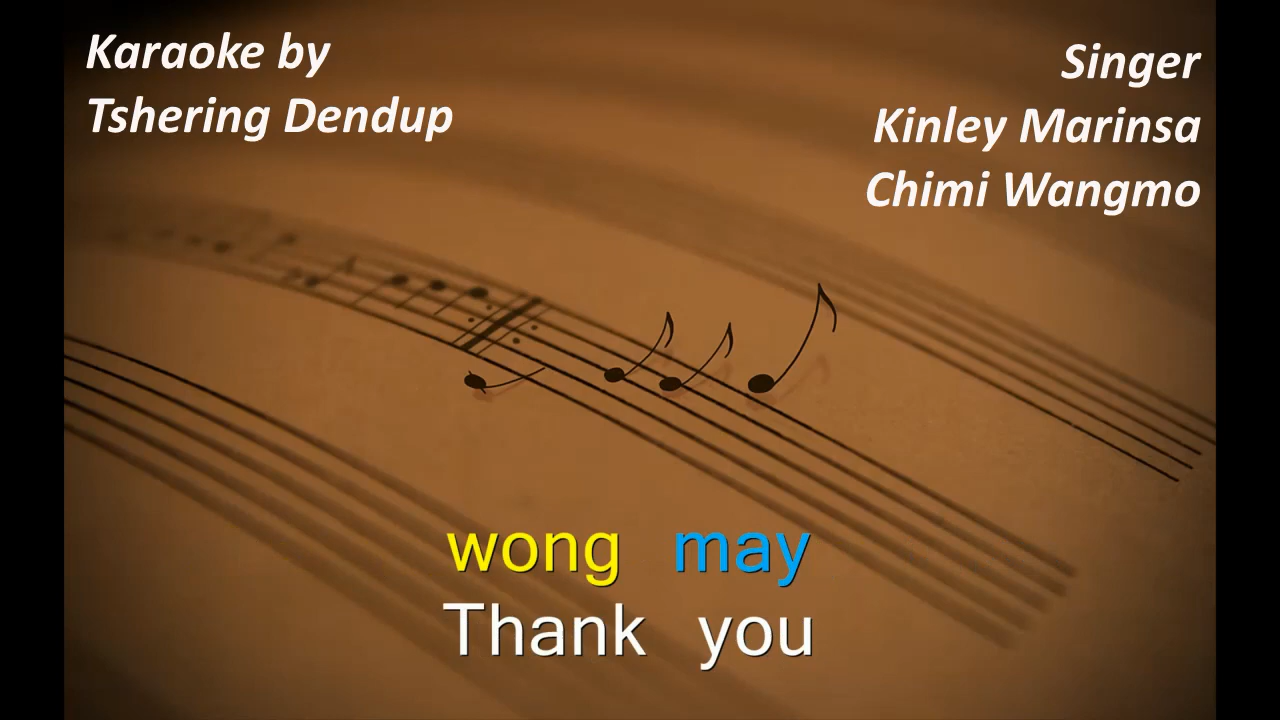 Karaoke by
Tshering Dendup
Singer
Kinley Marinsa
Chimi Wangmo
wong may
Thank you